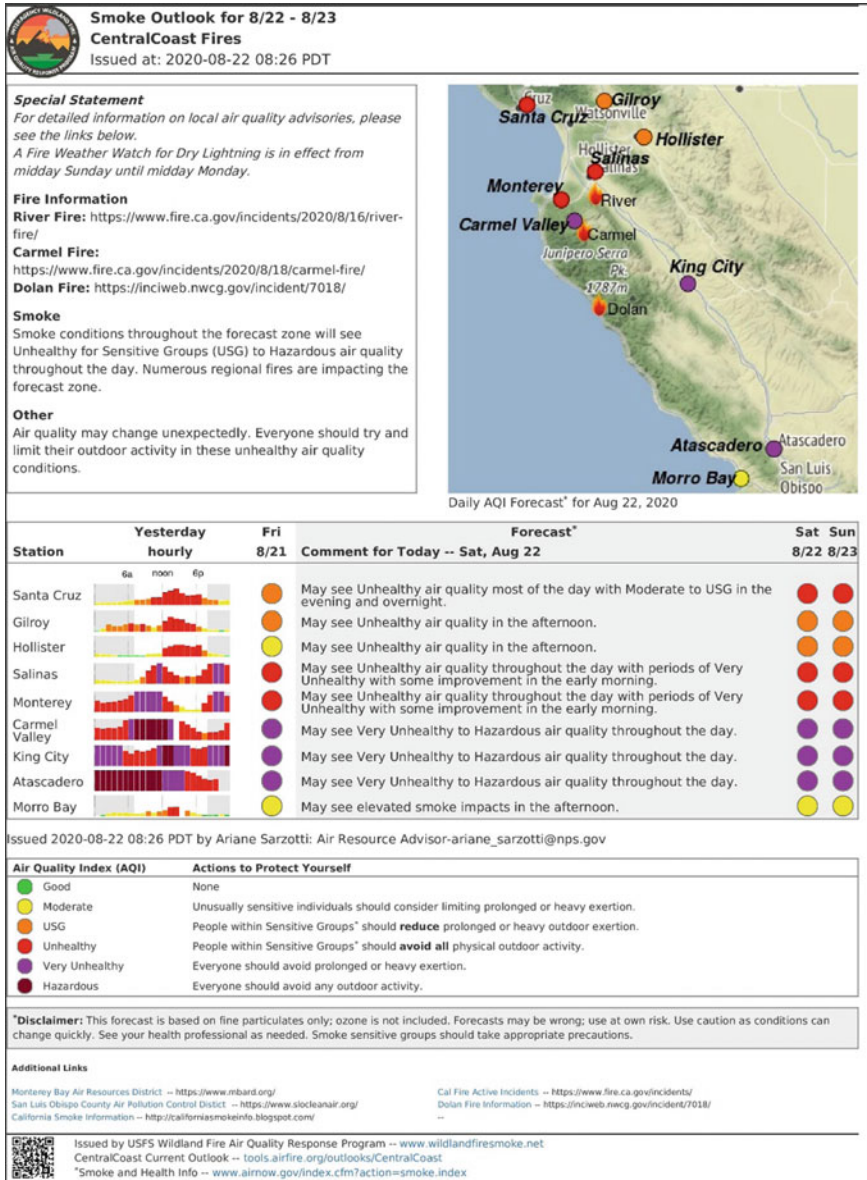 INTERAGENCY WILDLAND FIRE
AIR QUALITY RESPONSE PROGRAM
Smoke Outlook for 8/22 - 8/23
CentralCoast Fires
Issued at: 2020-08-22 08:26 PDT
Special Statement
For detailed information on local air quality advisories, please
see the links below.
A Fire Weather Watch for Dry Lightning is in effect from
midday Sunday until midday Monday.
Fire Information
River Fire: https://www.fire.ca.gov/incidents/2020/8/16/river-
fire/
Carmel Fire:
https://www.fire.ca.gov/incidents/2020/8/18/carmel-fire/
Dolan Fire: https://inciweb.nwcg.gov/incident/7018/
Smoke
Smoke conditions throughout the forecast zone will see
Unhealthy for Sensitive Groups (USG) to Hazardous air quality
throughout the day. Numerous regional fires are impacting the
forecast zone.
Other
Air quality may change unexpectedly. Everyone should try and
limit their outdoor activity in these unhealthy air quality
conditions.
Cruz
Gilroy
Santa Cruz
Watsonville
Hollister
Hollister
Salinas
Salinas
Monterey
River
Carmel Valley
Carmel
Junipero Serra
Pk.
1787m
King City
Dolan
Atascadero
Atascadero
San Luis
Obispo
Morro Bay
Daily AQI Forecast* for Aug 22, 2020
Yesterday Fri Forecast* Sat Sun
Station hourly 8/21 Comment for Today -- Sat, Aug 22 8/22 8/23
6a noon 6p
Santa Cruz May see Unhealthy air quality most of the day with Moderate to USG in the
evening and overnight.
Gilroy May see Unhealthy air quality in the afternoon.
Hollister May see Unhealthy air quality in the afternoon.
Salinas May see Unhealthy air quality throughout the day with periods of Very
Unhealthy with some improvement in the early morning.
Monterey May see Unhealthy air quality throughout the day with periods of Very
Unhealthy with some improvement in the early morning.
Carmel
Valley May see Very Unhealthy to Hazardous air quality throughout the day.
King City May see Very Unhealthy to Hazardous air quality throughout the day.
Atascadero May see Very Unhealthy to Hazardous air quality throughout the day.
Morro Bay May see elevated smoke impacts in the afternoon.
Issued 2020-08-22 08:26 PDT by Ariane Sarzotti: Air Resource Advisor-ariane_sarzotti@nps.gov
Air Quality Index (AQI) Actions to Protect Yourself
Good None
Moderate Unusually sensitive individuals should consider limiting prolonged or heavy exertion.
USG People within Sensitive Groups* should reduce prolonged or heavy outdoor exertion.
Unhealthy People within Sensitive Groups* should avoid all physical outdoor activity.
Very Unhealthy Everyone should avoid prolonged or heavy exertion.
Hazardous Everyone should avoid any outdoor activity.
*Disclaimer: This forecast is based on fine particulates only; ozone is not included. Forecasts may be wrong; use at own risk. Use caution as conditions can
change quickly. See your health professional as needed. Smoke sensitive groups should take appropriate precautions.
Additional Links
Monterey Bay Air Resources District -- https://www.mbard.org/
San Luis Obispo County Air Pollution Control Distict -- https://www.slocleanair.org/
California Smoke Information -- http://californiasmokeinfo.blogspot.com/
Cal Fire Active Incidents -- https://www.fire.ca.gov/incidents/
Dolan Fire Information -- https://inciweb.nwcg.gov/incident/7018/
--
Issued by USFS Wildland Fire Air Quality Response Program -- www.wildlandfiresmoke.net
CentralCoast Current Outlook -- tools.airfire.org/outlooks/CentralCoast
*Smoke and Health Info -- www.airnow.gov/index.cfm?action=smoke.index